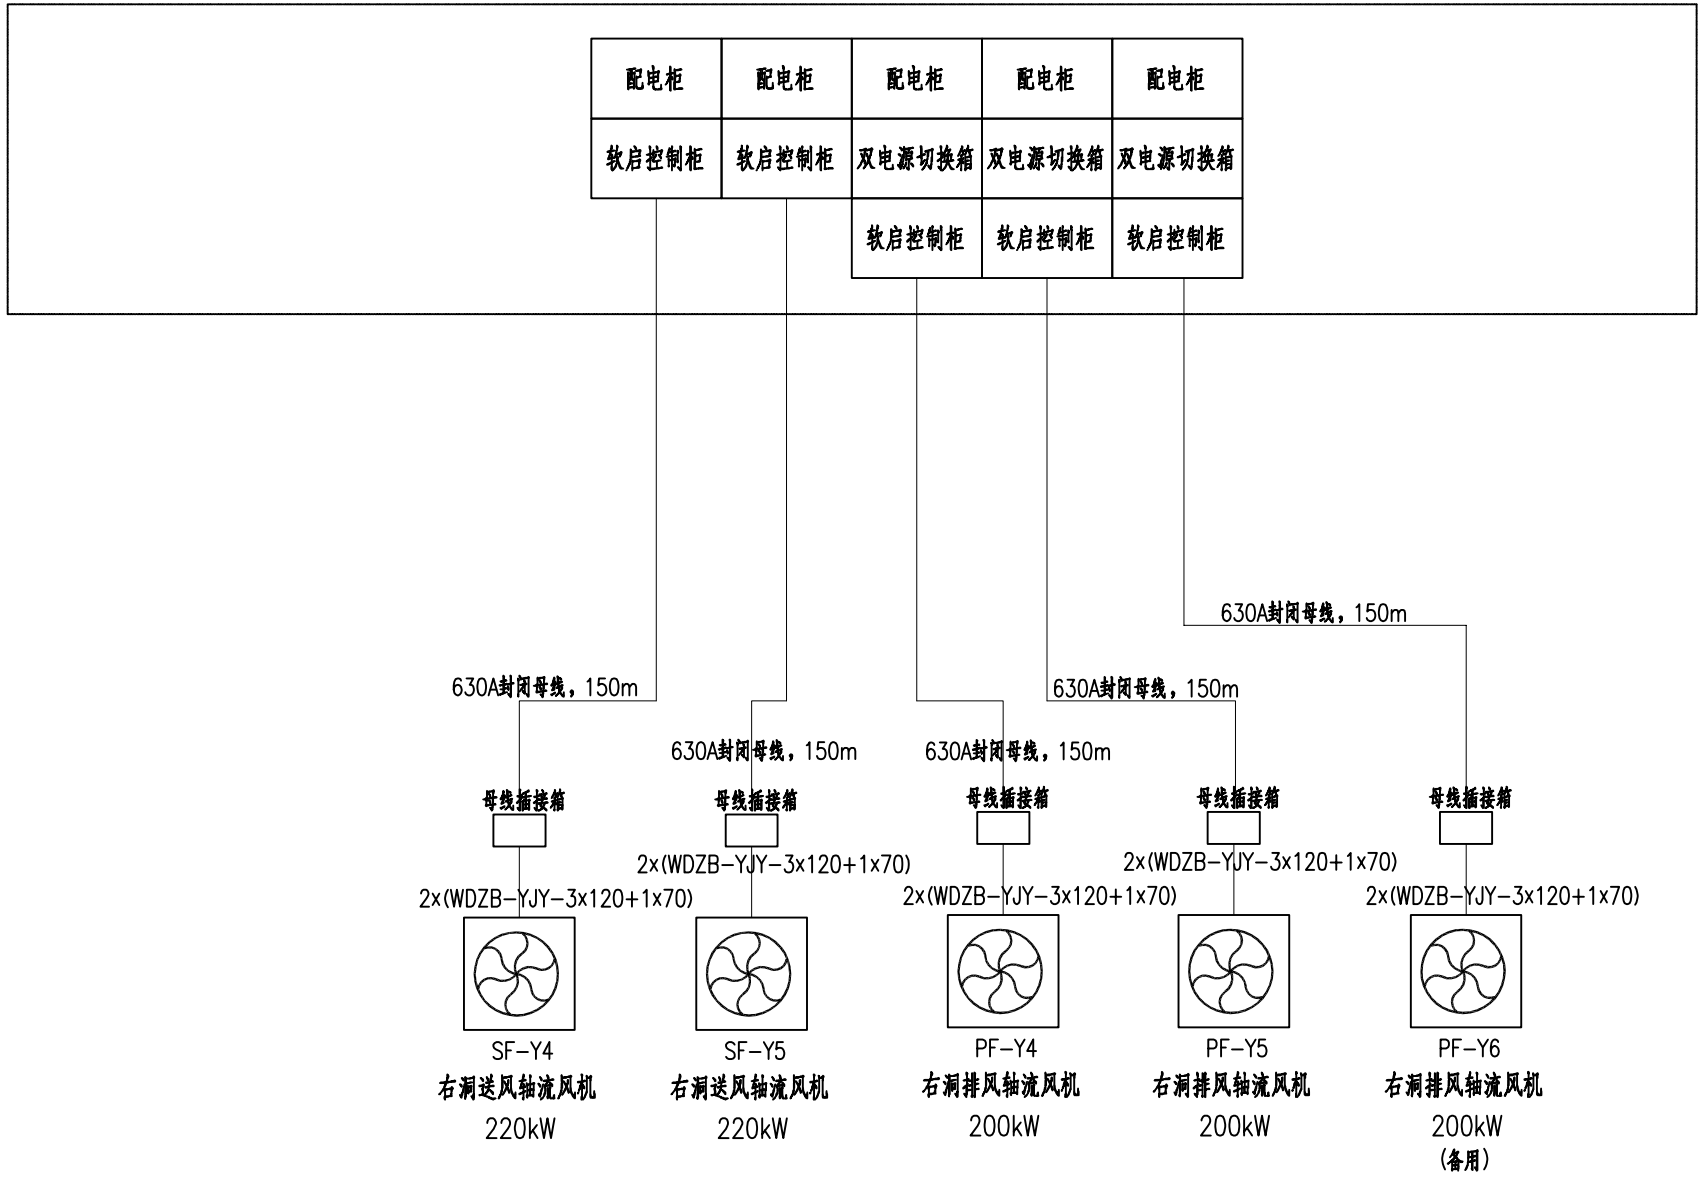 配电柜 配电柜 配电柜 配电柜 配电柜
软启控制柜 软启控制柜 双电源切换箱 双电源切换箱 双电源切换箱
软启控制柜 软启控制柜 软启控制柜
630A封闭母线，150m
630A封闭母线，150m 630A封闭母线，150m
630A封闭母线，150m 630A封闭母线，150m
母线插接箱 母线插接箱 母线插接箱 母线插接箱 母线插接箱
2x(WDZB-YJY-3x120+1x70) 2x(WDZB-YJY-3x120+1x70)
2x(WDZB-YJY-3x120+1x70) 2x(WDZB-YJY-3x120+1x70) 2x(WDZB-YJY-3x120+1x70)
SF-Y4 SF-Y5 PF-Y4 PF-Y5 PF-Y6
右洞送风轴流风机 右洞送风轴流风机 右洞排风轴流风机 右洞排风轴流风机 右洞排风轴流风机
220kW 220kW 200kW 200kW 200kW
(备用)